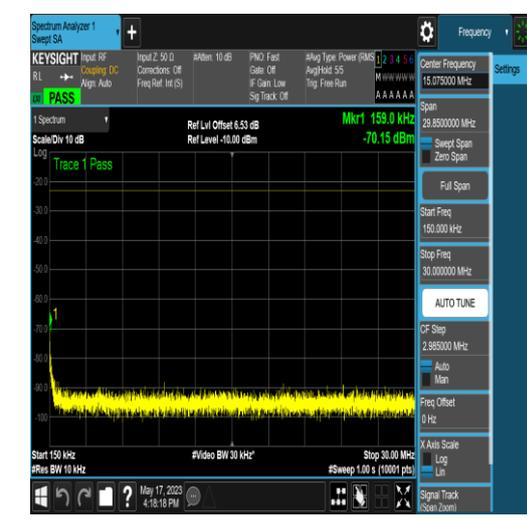 Spectrum Analyzer 1
Swept SA
Frequency
KEYSIGHT
RL
PASS
Input: RF
Coupling: DC
Align: Auto
Input Z: 50 Ω
Corrections: Off
Freq Ref: Int (S)
#Atten: 10 dB
PNO: Fast
Gate: Off
IF Gain: Low
Sig Track: Off
#Avg Type: Power (RMS
Avg|Hold: 5/5
Trig: Free Run
1 2 3 4 5 6
M W W W W W
A A A A A A
Center Frequency
15.075000 MHz
Settings
1 Spectrum
Scale/Div 10 dB
Ref Lvl Offset 6.53 dB
Ref Level -10.00 dBm
Mkr1 159.0 kHz
-70.15 dBm
Log
Trace 1 Pass
-20.0
-30.0
-40.0
-50.0
-60.0
-70.0
-80.0
-90.0
-100
1
Start 150 kHz
#Res BW 10 kHz
#Video BW 30 kHz*
Stop 30.00 MHz
#Sweep 1.00 s (10001 pts)
Span
29.8500000 MHz
Swept Span
Zero Span
Full Span
Start Freq
150.000 kHz
Stop Freq
30.000000 MHz
AUTO TUNE
CF Step
2.985000 MHz
Auto
Man
Freq Offset
0 Hz
X Axis Scale
Log
Lin
Signal Track
(Span Zoom)
?
May 17, 2023
4:18:18 PM